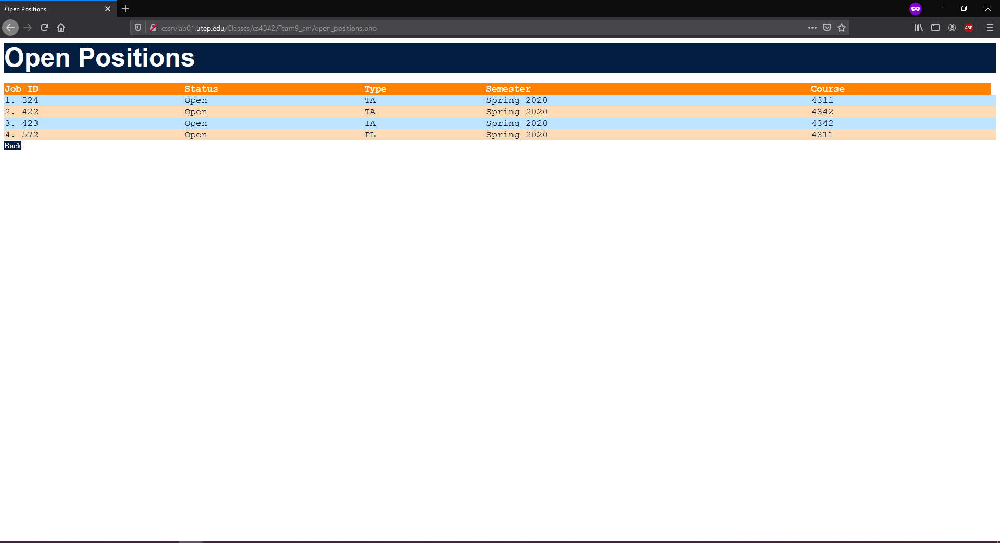 Open Positions
cssrvlab01.utep.edu/Classes/cs4342/Team9_am/open_positions.php
ABP
Open Positions
Job ID Status Type Semester Course
1. 324 Open TA Spring 2020 4311
2. 422 Open TA Spring 2020 4342
3. 423 Open IA Spring 2020 4342
4. 572 Open PL Spring 2020 4311
Back